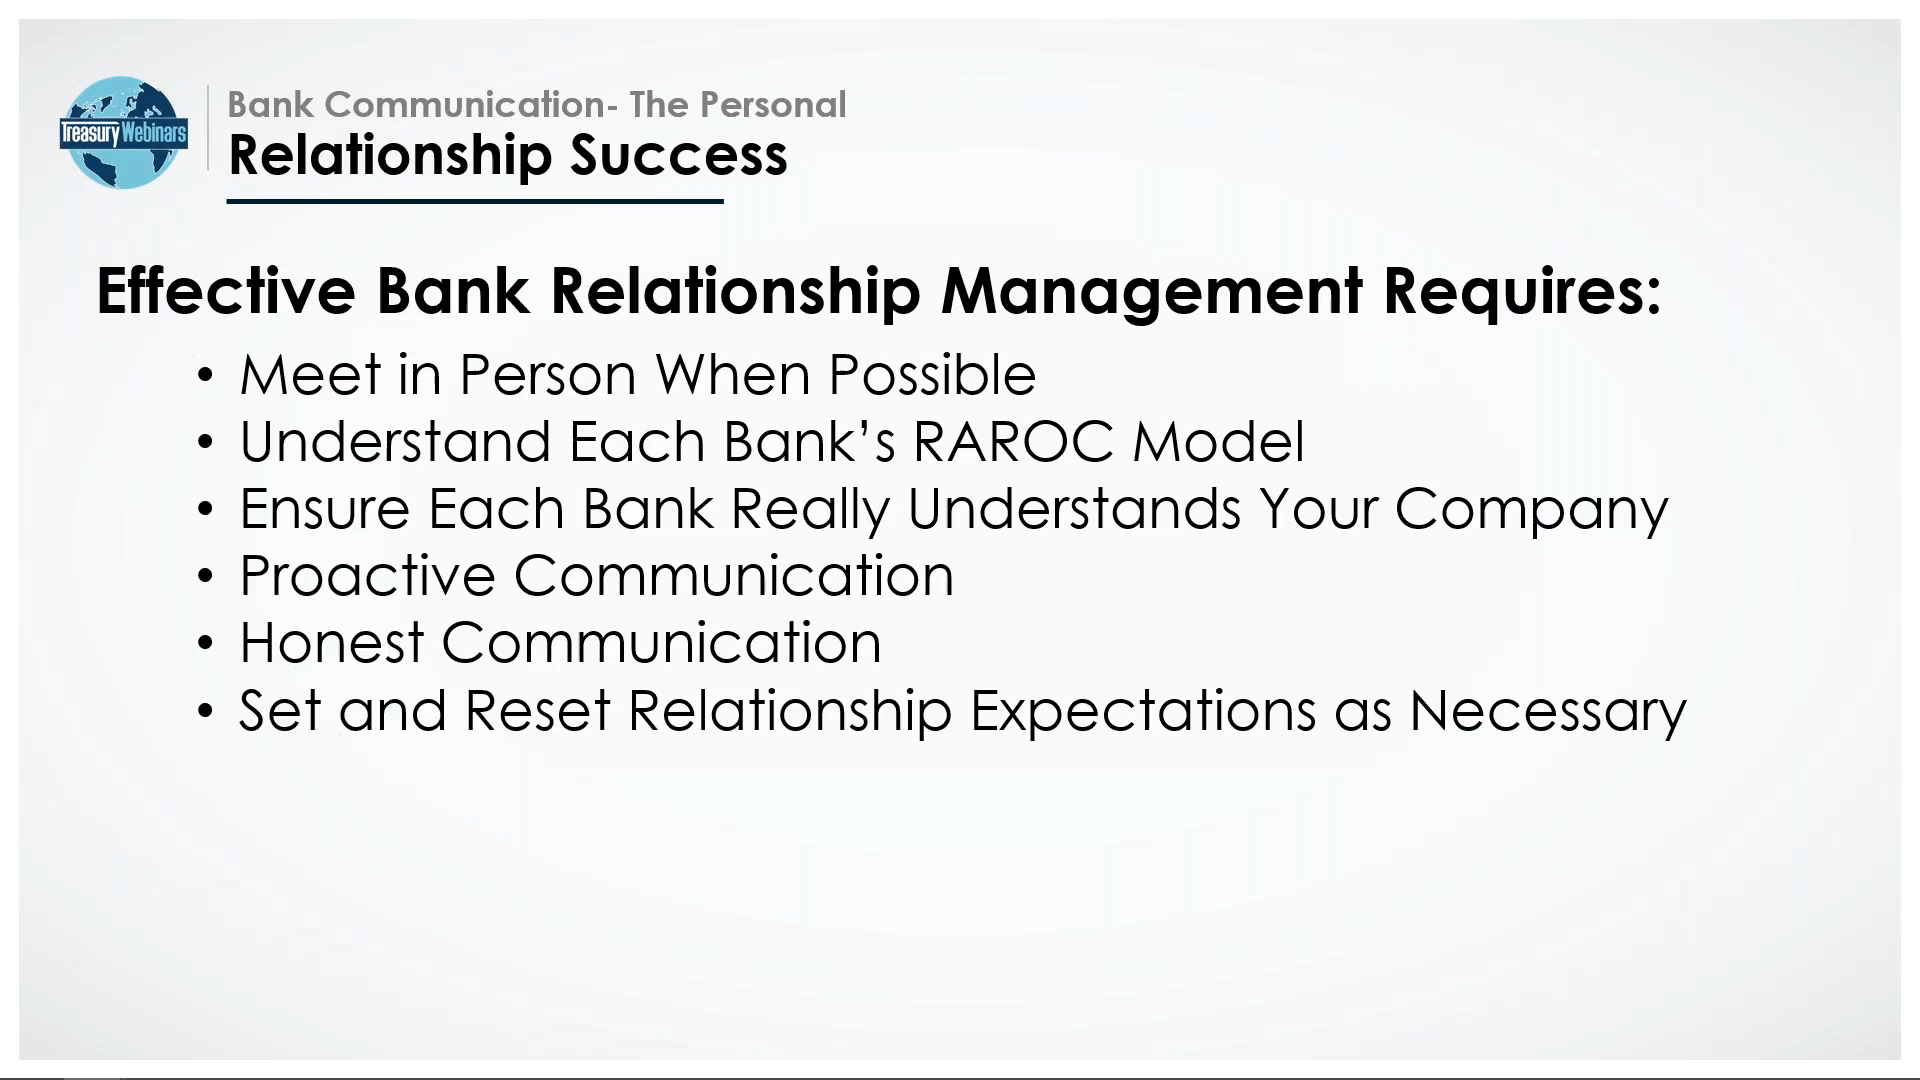 TreasuryWebinars
Bank Communication- The Personal
Relationship Success
Effective Bank Relationship Management Requires:
• Meet in Person When Possible
• Understand Each Bank’s RAROC Model
• Ensure Each Bank Really Understands Your Company
• Proactive Communication
• Honest Communication
• Set and Reset Relationship Expectations as Necessary